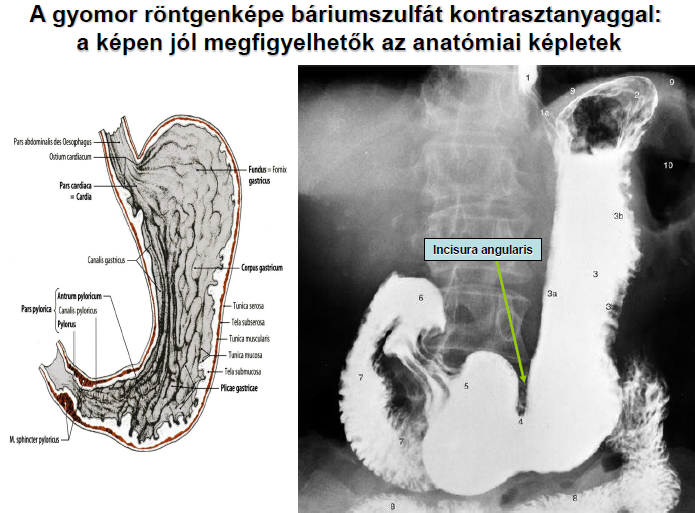 A gyomor röntgenképe báriumszulfát kontrasztanyaggal:
a képen jól megfigyelhetők az anatómiai képletek
Pars abdominalis des Oesophagus
Ostium cardiacum
Pars cardiaca
= Cardia
Canalis gastricus
Antrum pyloricum
Pars pylorica
Canalis pyloricus
Pylorus
M. sphincter pyloricus
Fundus = Fornix
gastricus
Corpus gastricum
Tunica serosa
Tela subserosa
Tunica muscularis
Tunica mucosa
Tela submucosa
Plicae gastricae
Incisura angularis
1
1a
9
2
9
10
3b
3
3a
3b
6
7
5
4
7
8
8